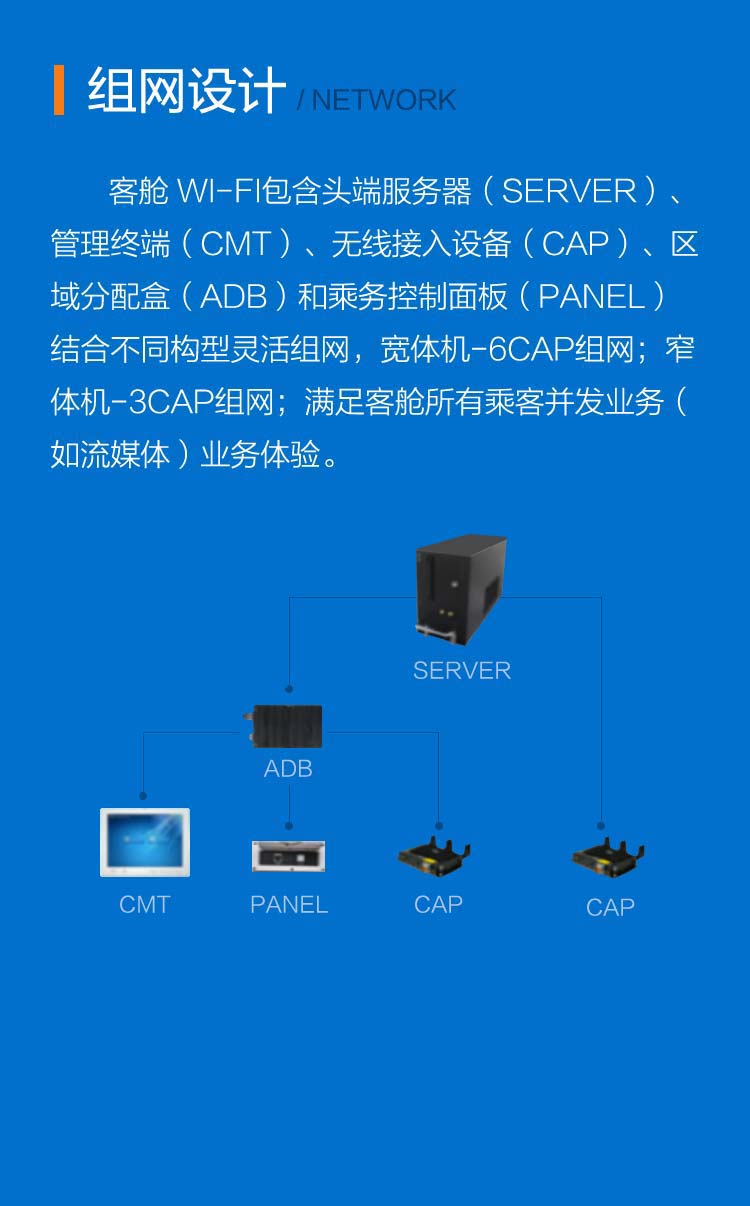 组网设计 / NETWORK
客舱 WI-FI包含头端服务器（SERVER）、
管理终端（CMT）、无线接入设备（CAP）、区
域分配盒（ADB）和乘务控制面板（PANEL）
结合不同构型灵活组网，宽体机-6CAP组网；窄
体机-3CAP组网；满足客舱所有乘客并发业务（
如流媒体）业务体验。
SERVER
ADB
CMT
PANEL
CAP
CAP